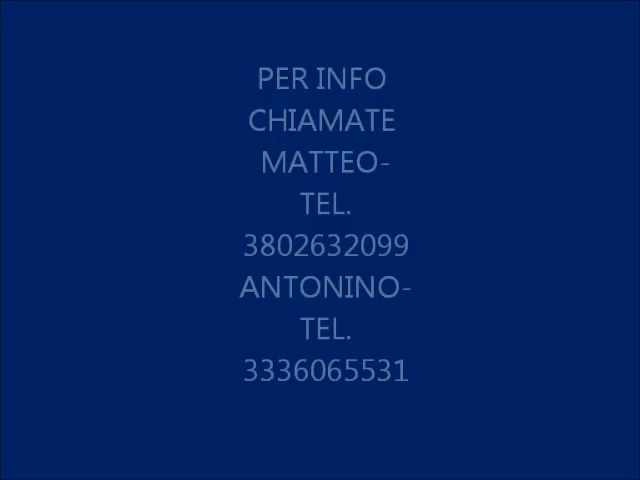 PER INFO
CHIAMATE
MATTEO-
TEL.
3802632099
ANTONINO-
TEL.
3336065531